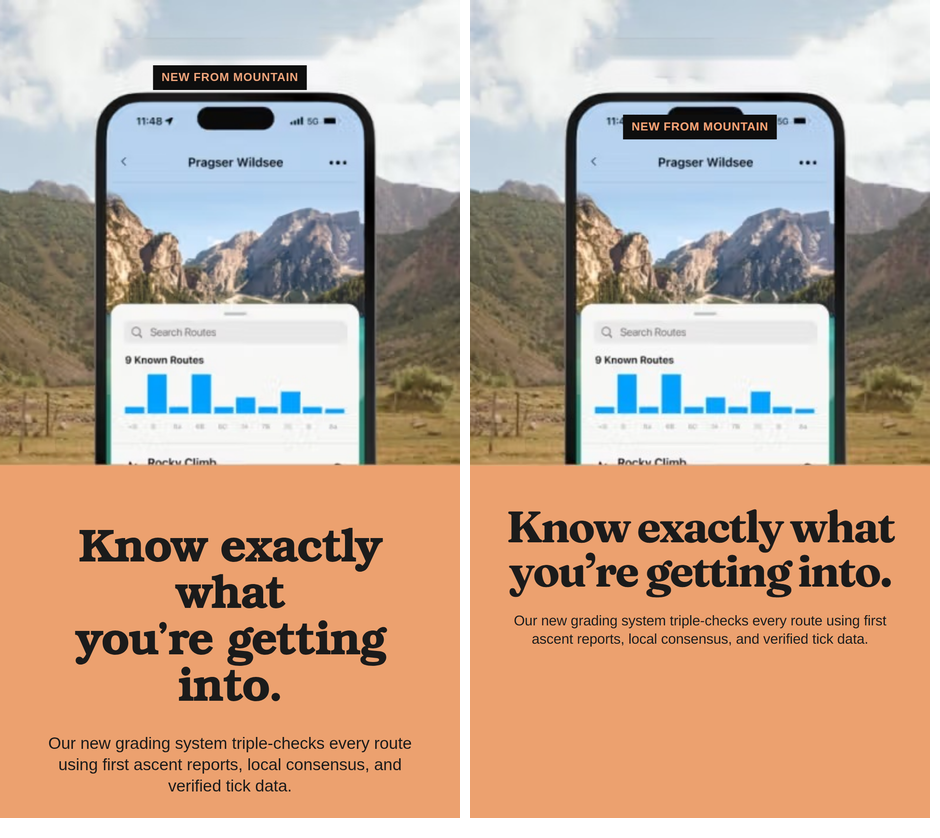 NEW FROM MOUNTAIN
11:48
5G
Pragser Wildsee
Search Routes
9 Known Routes
Rocky Climb
Know exactly
what
you’re getting
into.
Our new grading system triple-checks every route
using first ascent reports, local consensus, and
verified tick data.
NEW FROM MOUNTAIN
5G
Pragser Wildsee
Search Routes
9 Known Routes
Rocky Climb
Know exactly what
you’re getting into.
Our new grading system triple-checks every route using first
ascent reports, local consensus, and verified tick data.